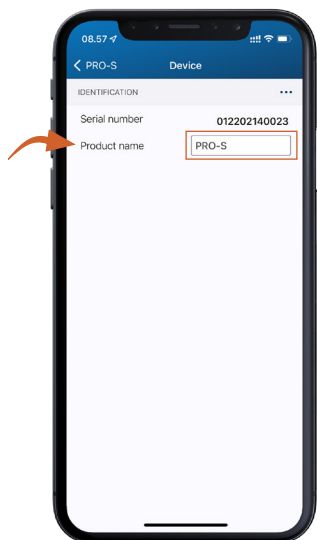 08.57
PRO-S Device
IDENTIFICATION ...
Serial number 012202140023
Product name PRO-S